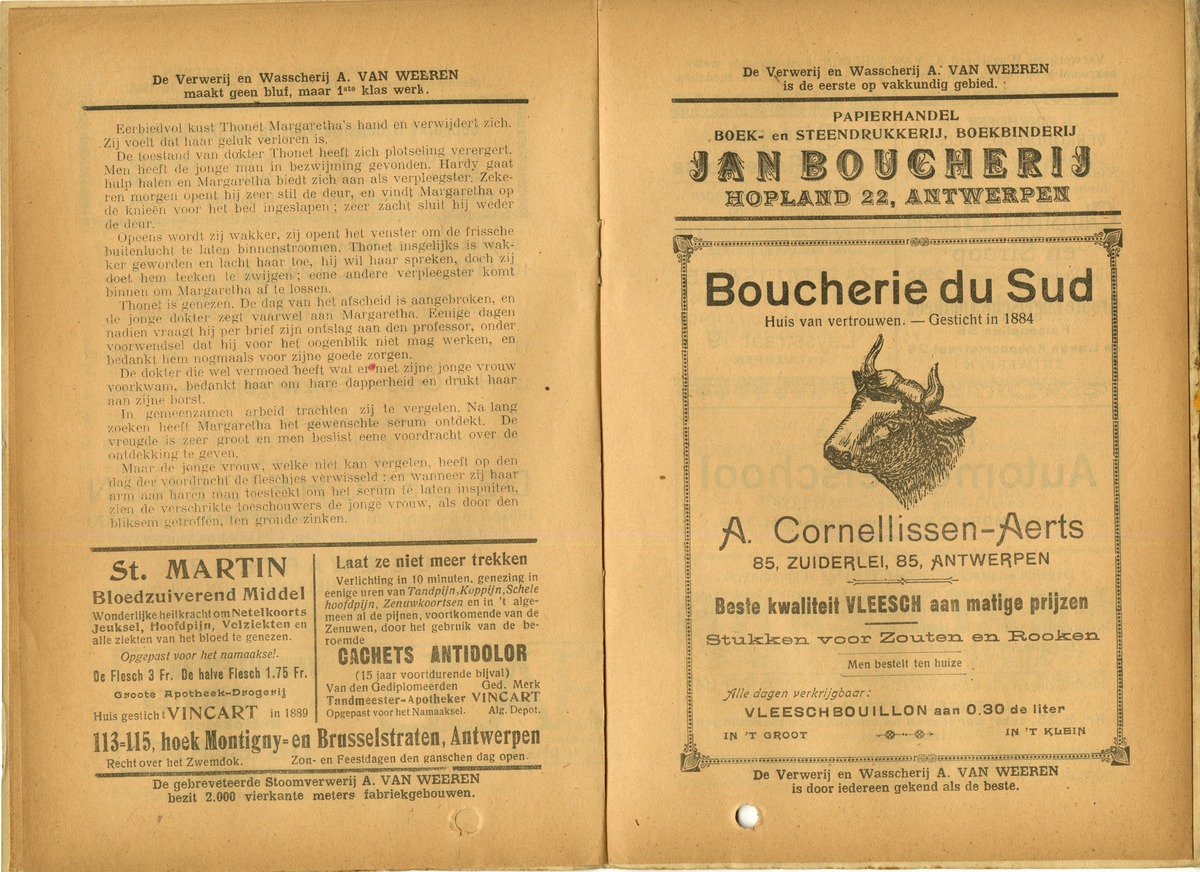 De Verwerij en Wasscherij A. VAN WEEREN
maakt geen bluf, maar 1ste klas werk.
Eerbiedvol kust Thonet Margaretha's hand en verwijdert zich.
Zij voelt dat haar geluk verloren is.
De toestand van dokter Thonet heeft zich plotseling verergert.
Men heeft de jonge man in bezwijming gevonden. Hardy gaat
hulp halen en Margaretha biedt zich aan als verpleegster. Zeke-
ren morgen opent hij zeer stil de deur, en vindt Margaretha op
de knieën voor het bed ingeslapen ; zeer zacht sluit hij weder
de deur.
Opeens wordt zij wakker, zij opent het venster om de frissche
buitenlucht te laten binnenstroomen. Thonet insgelijks is wak-
ker geworden en lacht haar toe, hij wil haar spreken, doch zij
doet hem teeken te zwijgen ; eene andere verpleegster komt
binnen om Margaretha af te lossen.
Thonet is genezen. De dag van het afscheid is aangebroken, en
de jonge dokter zegt vaarwel aan Margaretha. Eenige dagen
nadien vraagt hij per brief zijn ontslag aan den professor, onder
voorwendsel dat hij voor het oogenblik niet mag werken, en
bedankt hem nogmaals voor zijne goede zorgen.
De dokter die wel vermoed heeft wat er met zijne jonge vrouw
voorkwam, bedankt haar om hare dapperheid en drukt haar
aan zijne borst.
In gemeenzamen arbeid trachten zij te vergeten. Na lang
zoeken heeft Margaretha het gewenschte serum ontdekt. De
vreugde is zeer groot en men beslist eene voordracht over de
ontdekking te geven.
Maar de jonge vrouw, welke niet kan vergeten, heeft op den
dag der voordracht de fleschjes verwisseld : en wanneer zij haar
arm aan haren man toesteekt om het serum te laten inspuiten,
zien de verschrikte toeschouwers de jonge vrouw, als door den
bliksem getroffen, ten gronde zinken.
St. MARTIN
Bloedzuiverend Middel
Wonderlijke heilkracht om Netelkoorts
Jeuksel, Hoofdpijn, Velziekten en
alle ziekten van het bloed te genezen.
Opgepast voor het namaaksel.
De Flesch 3 Fr. De halve Flesch 1.75 Fr.
Groote Apotheek-Drogerij
Huis gesticht VINCART in 1889
Laat ze niet meer trekken
Verlichting in 10 minuten, genezing in
eenige uren van Tandpijn, Koppijn, Schele
hoofdpijn, Zenuwkoortsen en in 't alge-
meen al de pijnen, voortkomende van de
Zenuwen, door het gebruik van de be-
roemde
CACHETS ANTIDOLOR
(15 jaar voortdurende bijval)
Van den Gediplomeerden Ged. Merk
Tandmeester-Apotheker VINCART
Opgepast voor het Namaaksel. Alg. Depot.
113=115, hoek Montigny= en Brusselstraten, Antwerpen
Recht over het Zwemdok. Zon- en Feestdagen den ganschen dag open.
De gebreveteerde Stoomverwerij A. VAN WEEREN
bezit 2.000 vierkante meters fabriekgebouwen.
De Verwerij en Wasscherij A. VAN WEEREN
is de eerste op vakkundig gebied.
PAPIERHANDEL
BOEK- en STEENDRUKKERIJ, BOEKBINDERIJ
JAN BOUCHERIJ
HOPLAND 22, ANTWERPEN
Boucherie du Sud
Huis van vertrouwen. — Gesticht in 1884
A. Cornellissen-Aerts
85, ZUIDERLEI, 85, ANTWERPEN
Beste kwaliteit VLEESCH aan matige prijzen
Stukken voor Zouten en Rooken
Men bestelt ten huize
Alle dagen verkrijgbaar:
VLEESCHBOUILLON aan 0.30 de liter
IN 'T GROOT IN 'T KLEIN
De Verwerij en Wasscherij A. VAN WEEREN
is door iedereen gekend als de beste.